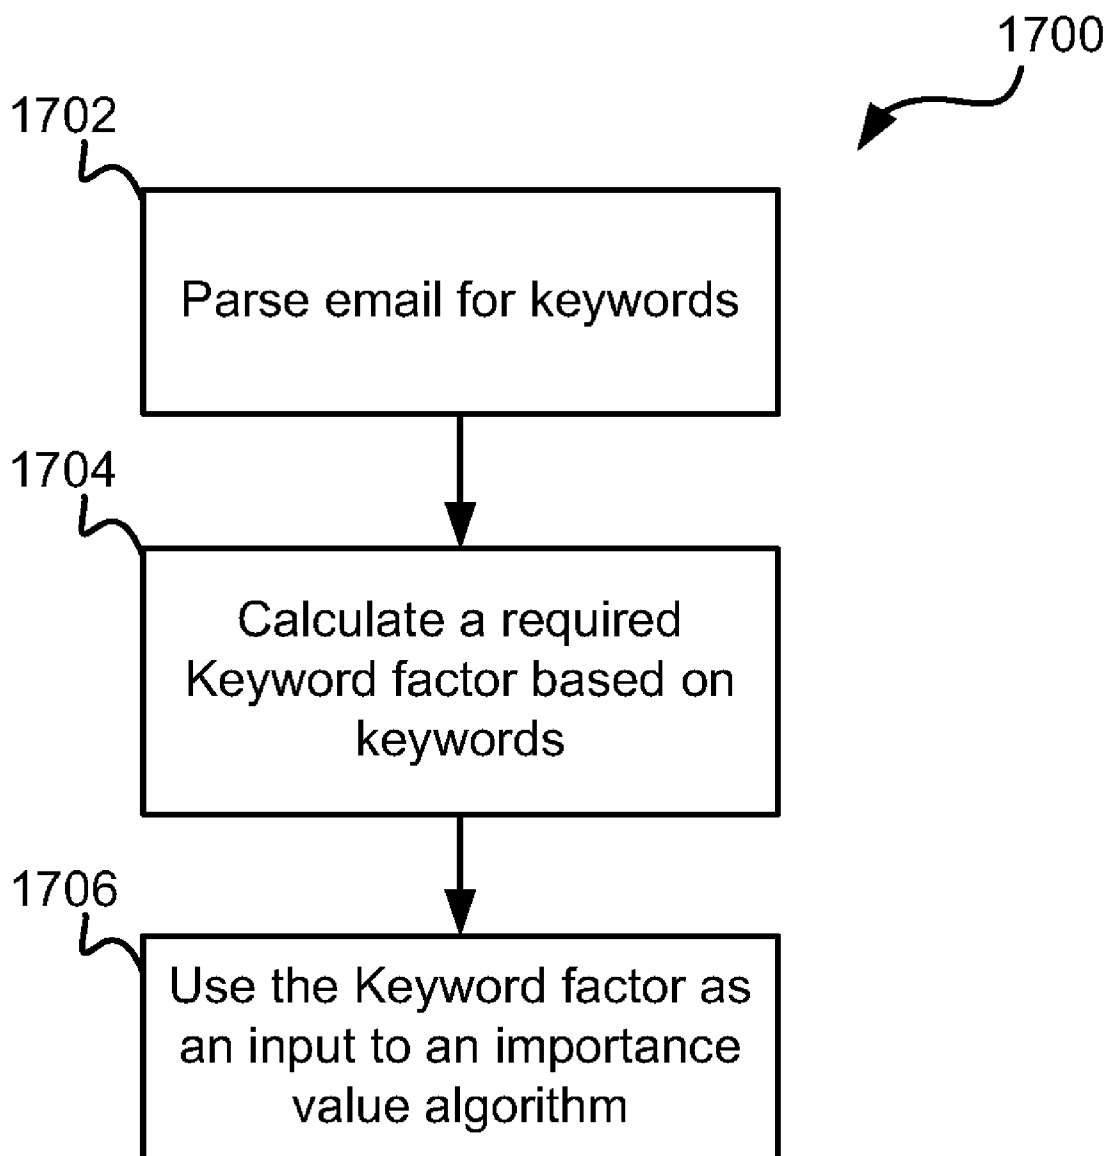 1700
1702
Parse email for keywords
1704
Calculate a required
Keyword factor based on
keywords
1706
Use the Keyword factor as
an input to an importance
value algorithm